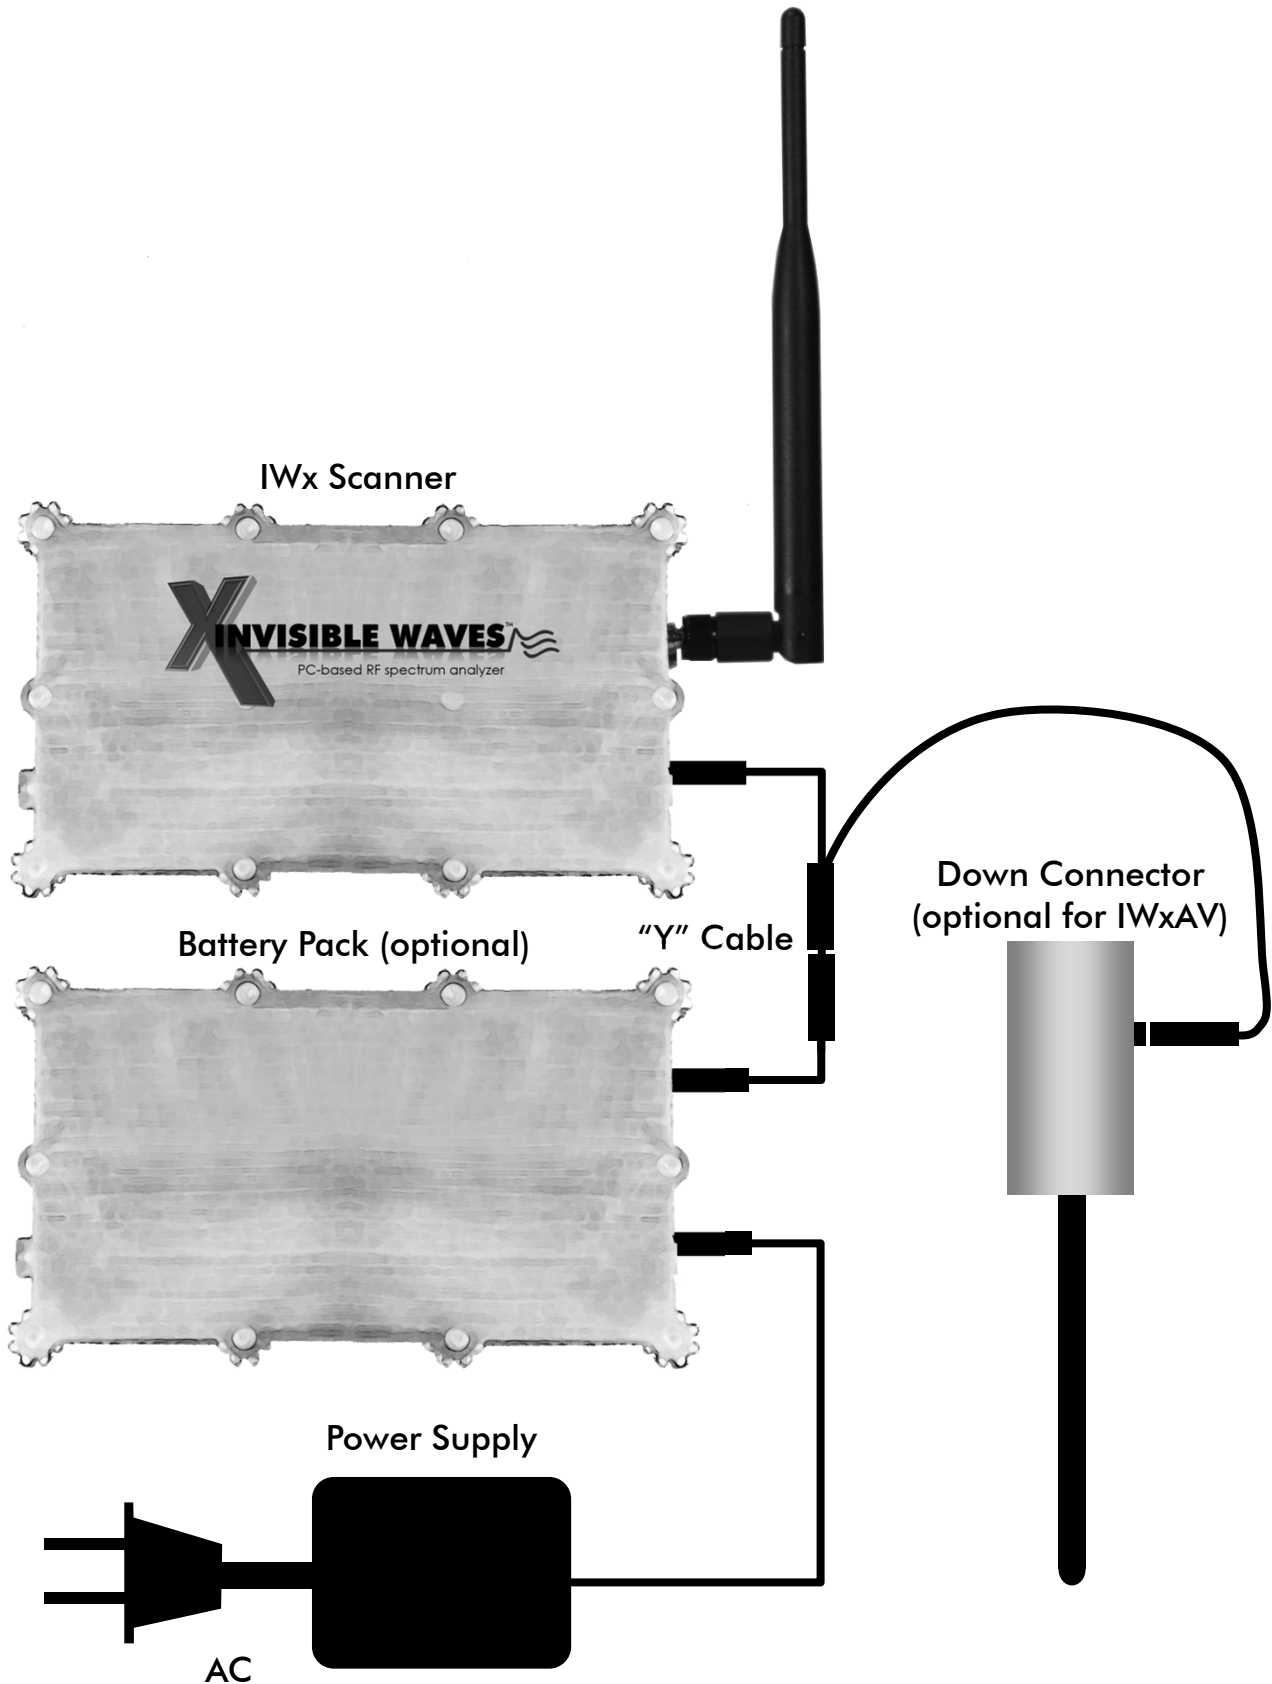 IWx Scanner
X INVISIBLE WAVES™
PC-based RF spectrum analyzer
Down Connector
(optional for IWxAV)
"Y" Cable
Battery Pack (optional)
Power Supply
AC